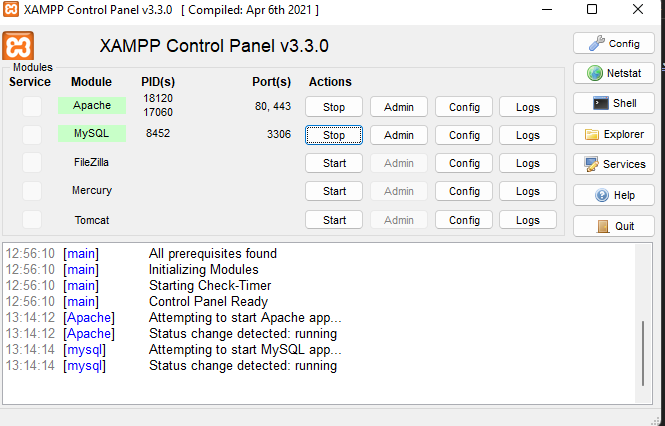 XAMPP Control Panel v3.3.0 [ Compiled: Apr 6th 2021 ]
XAMPP Control Panel v3.3.0
Config
Modules
Service Module PID(s) Port(s) Actions
Netstat
Apache 18120 17060 80, 443 Stop Admin Config Logs
Shell
MySQL 8452 3306 Stop Admin Config Logs
Explorer
FileZilla Start Admin Config Logs
Services
Mercury Start Admin Config Logs
Help
Tomcat Start Admin Config Logs
Quit
12:56:10 [main] All prerequisites found
12:56:10 [main] Initializing Modules
12:56:10 [main] Starting Check-Timer
12:56:10 [main] Control Panel Ready
13:14:12 [Apache] Attempting to start Apache app...
13:14:12 [Apache] Status change detected: running
13:14:14 [mysql] Attempting to start MySQL app...
13:14:14 [mysql] Status change detected: running